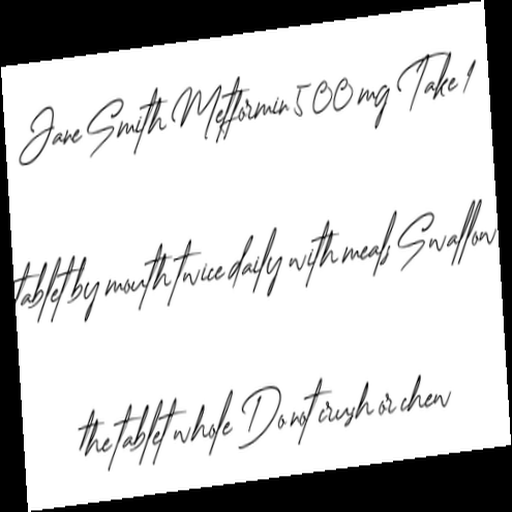 Jane Smith Metformin 500 mg Take 1
tablet by mouth twice daily with meals Swallow
the tablet whole Do not crush or chew